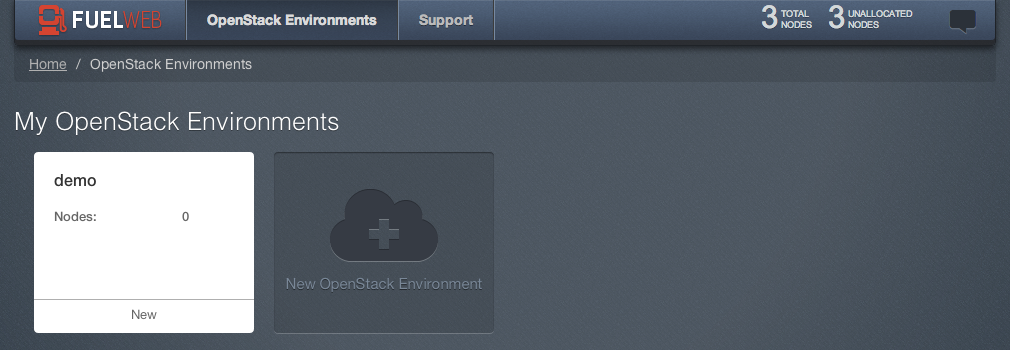 FUELWEB
OpenStack Environments
Support
3 TOTAL NODES
3 UNALLOCATED NODES
Home / OpenStack Environments
My OpenStack Environments
demo
Nodes: 0
New
New OpenStack Environment